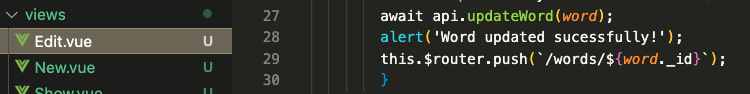 views
Edit.vue U
New.vue U
Show.vue
27 await api.updateWord(word);
28 alert('Word updated sucessfully!');
29 this.$router.push(`/words/${word._id}`);
30 }